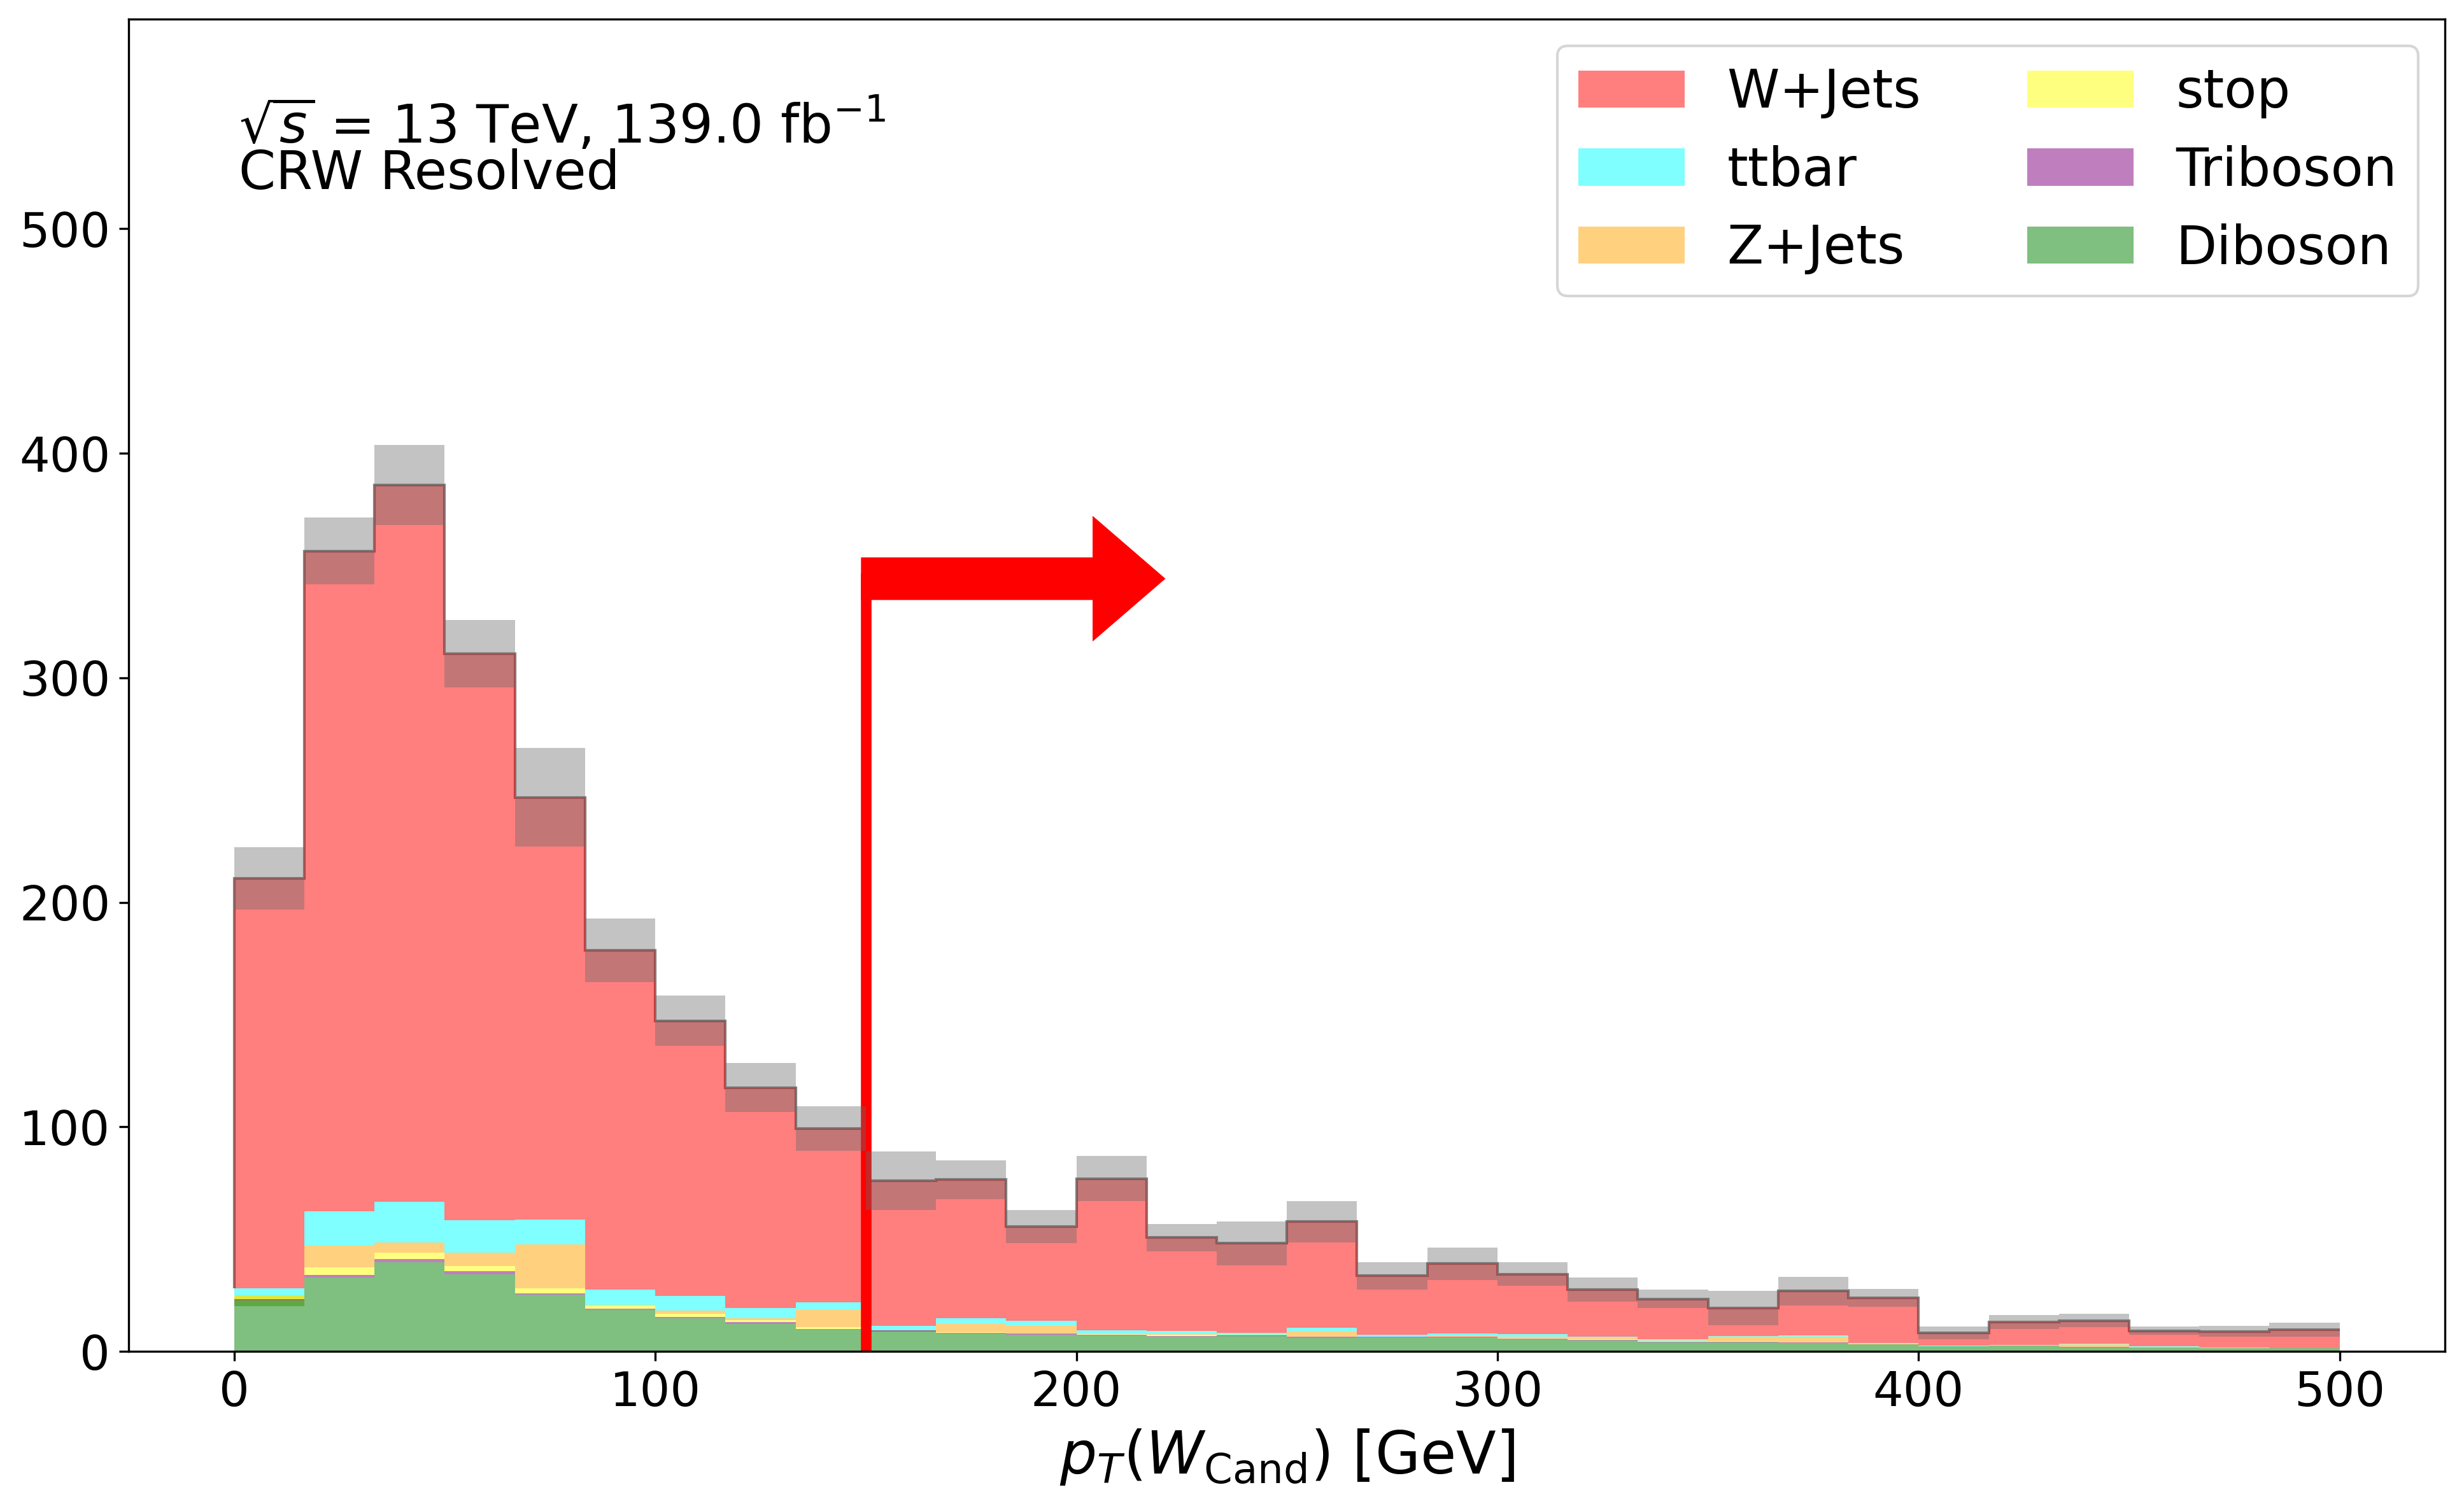 √s = 13 TeV, 139.0 fb⁻¹
CRW Resolved
W+Jets
ttbar
Z+Jets
stop
Triboson
Diboson
500
400
300
200
100
0
0 100 200 300 400 500
p_T(W_Cand) [GeV]